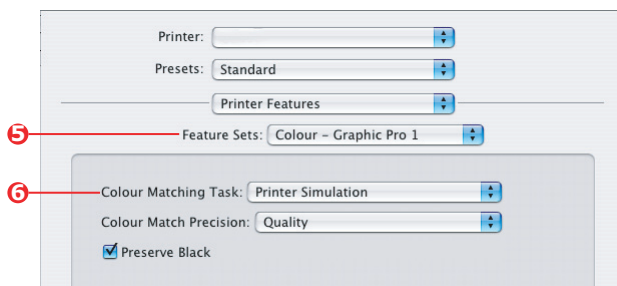 Printer:
Presets: Standard
Printer Features
5 Feature Sets: Colour – Graphic Pro 1
6 Colour Matching Task: Printer Simulation
Colour Match Precision: Quality
Preserve Black